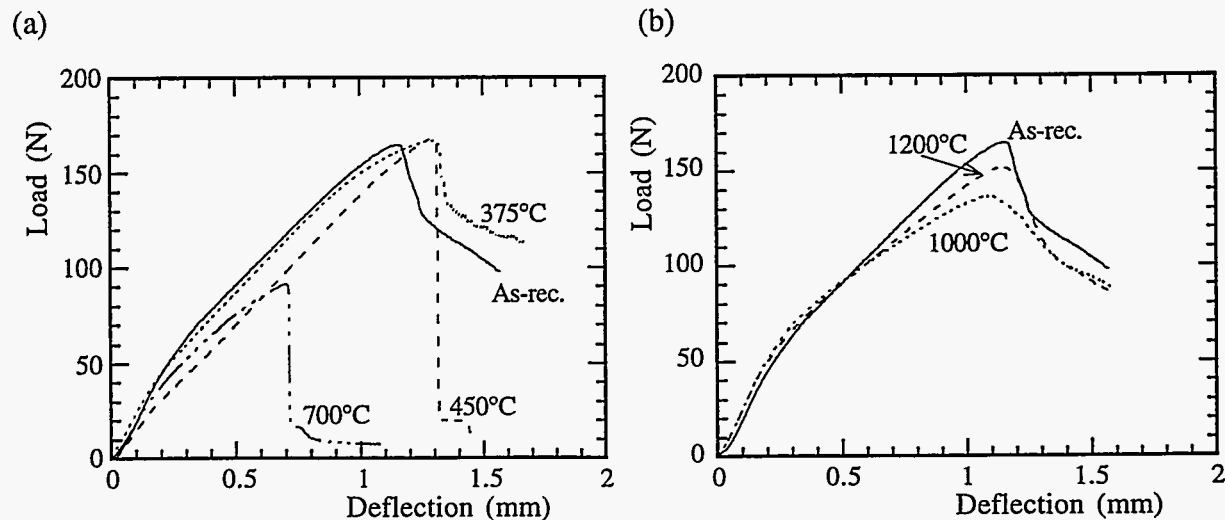 (a)
200
150
100
50
0
Load (N)
375°C
As-rec.
700°C
450°C
0 0.5 1 1.5 2
Deflection (mm)
(b)
200
150
100
50
0
Load (N)
As-rec.
1200°C
1000°C
0 0.5 1 1.5 2
Deflection (mm)